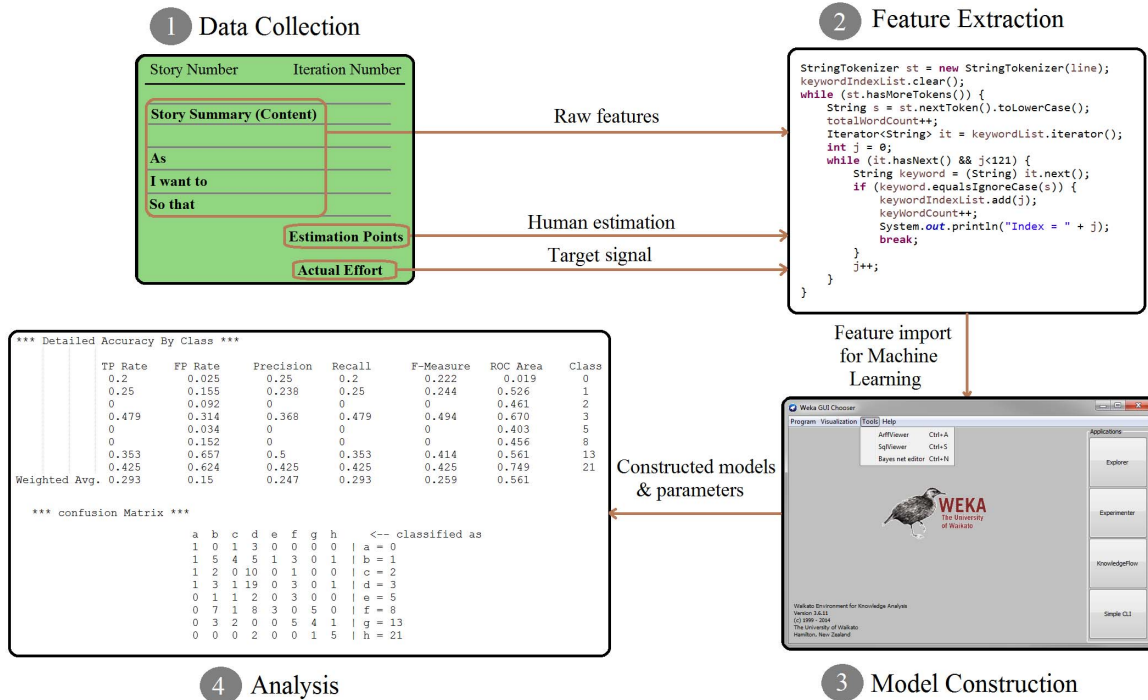 1 Data Collection
Story Number Iteration Number
Story Summary (Content)
As
I want to
So that
Estimation Points
Actual Effort
Raw features
Human estimation
Target signal
2 Feature Extraction
StringTokenizer st = new StringTokenizer(line);
keywordIndexList.clear();
while (st.hasMoreTokens()) {
String s = st.nextToken().toLowerCase();
totalWordCount++;
Iterator<String> it = keywordList.iterator();
int j = 0;
while (it.hasNext() && j<121) {
String keyword = (String) it.next();
if (keyword.equalsIgnoreCase(s)) {
keywordIndexList.add(j);
keyWordCount++;
System.out.println("Index = " + j);
break;
}
j++;
}
}
Feature import
for Machine
Learning
Weka GUI Chooser
Program Visualization Tools Help
ArffViewer Ctrl+A
SqlViewer Ctrl+S
Bayes net editor Ctrl+N
Applications
Explorer
Experimenter
KnowledgeFlow
Simple CLI
WEKA
The University
of Waikato
Waikato Environment for Knowledge Analysis
Version 3.6.11
(c) 1999 - 2014
The University of Waikato
Hamilton, New Zealand
3 Model Construction
Constructed models
& parameters
*** Detailed Accuracy By Class ***
TP Rate FP Rate Precision Recall F-Measure ROC Area Class
0.2 0.025 0.25 0.2 0.222 0.019 0
0.25 0.155 0.238 0.25 0.244 0.526 1
0 0.092 0 0 0 0.461 2
0.479 0.314 0.368 0.479 0.494 0.670 3
0 0.034 0 0 0 0.403 5
0 0.152 0 0 0 0.456 8
0.353 0.657 0.5 0.353 0.414 0.561 13
0.425 0.624 0.425 0.425 0.425 0.749 21
Weighted Avg. 0.293 0.15 0.247 0.293 0.259 0.561
*** confusion Matrix ***
a b c d e f g h <-- classified as
1 0 1 3 0 0 0 0 | a = 0
1 5 4 5 1 3 0 1 | b = 1
1 2 0 10 0 1 0 0 | c = 2
1 3 1 19 0 3 0 1 | d = 3
0 1 1 2 0 3 0 0 | e = 5
0 7 1 8 3 0 5 0 | f = 8
0 3 2 0 0 5 4 1 | g = 13
0 0 0 2 0 0 1 5 | h = 21
4 Analysis